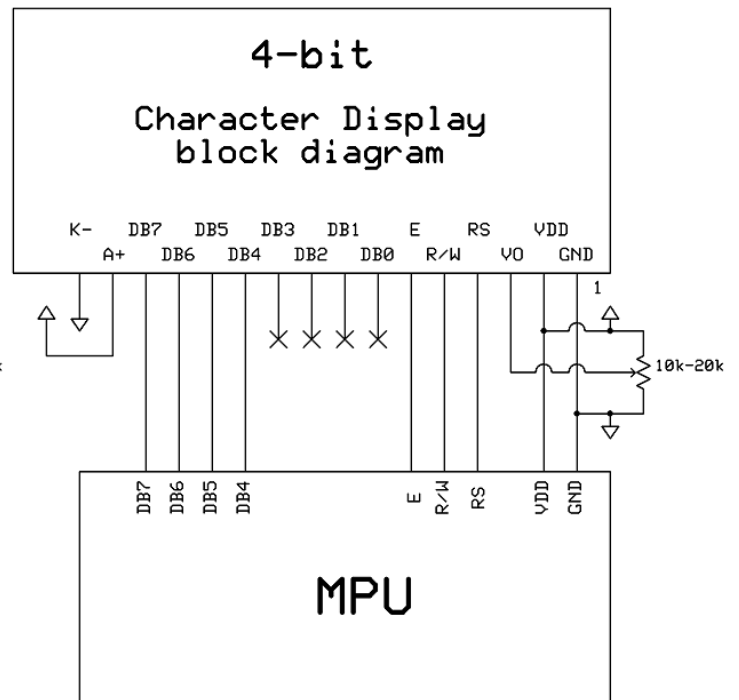 4-bit
Character Display
block diagram
K- DB7 DB5 DB3 DB1 E RS VDD
A+ DB6 DB4 DB2 DB0 R/W VO GND
1
10k-20k
DB7 DB6 DB5 DB4 E R/W RS VDD GND
MPU